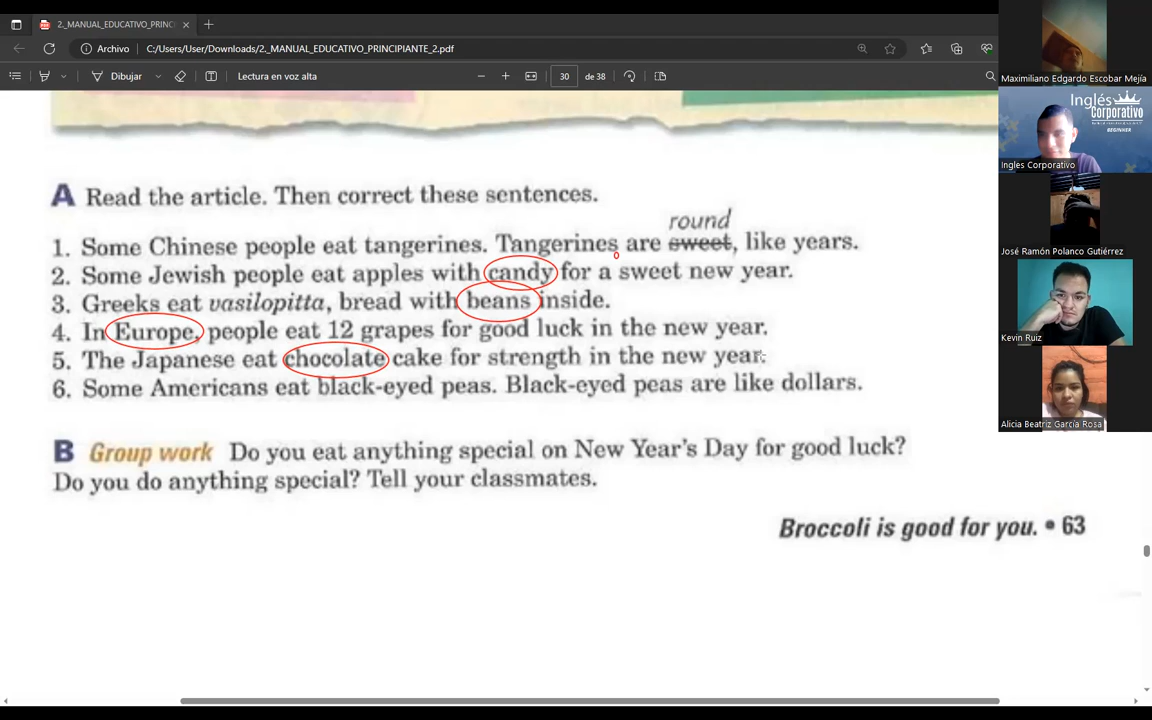 2._MANUAL_EDUCATIVO_PRINC
Archivo
C:/Users/User/Downloads/2._MANUAL_EDUCATIVO_PRINCIPIANTE_2.pdf
Dibujar
Lectura en voz alta
30
de 38
A Read the article. Then correct these sentences.
round
1. Some Chinese people eat tangerines. Tangerines are sweet, like years.
2. Some Jewish people eat apples with candy for a sweet new year.
3. Greeks eat vasilopitta, bread with beans inside.
4. In Europe, people eat 12 grapes for good luck in the new year.
5. The Japanese eat chocolate cake for strength in the new year.
6. Some Americans eat black-eyed peas. Black-eyed peas are like dollars.
B Group work Do you eat anything special on New Year's Day for good luck?
Do you do anything special? Tell your classmates.
Broccoli is good for you. • 63
Maximiliano Edgardo Escobar Mejía
Inglés
Corporativo
BEGINNER
Ingles Corporativo
José Ramón Polanco Gutiérrez
Kevin Ruiz
Alicia Beatriz García Rosa